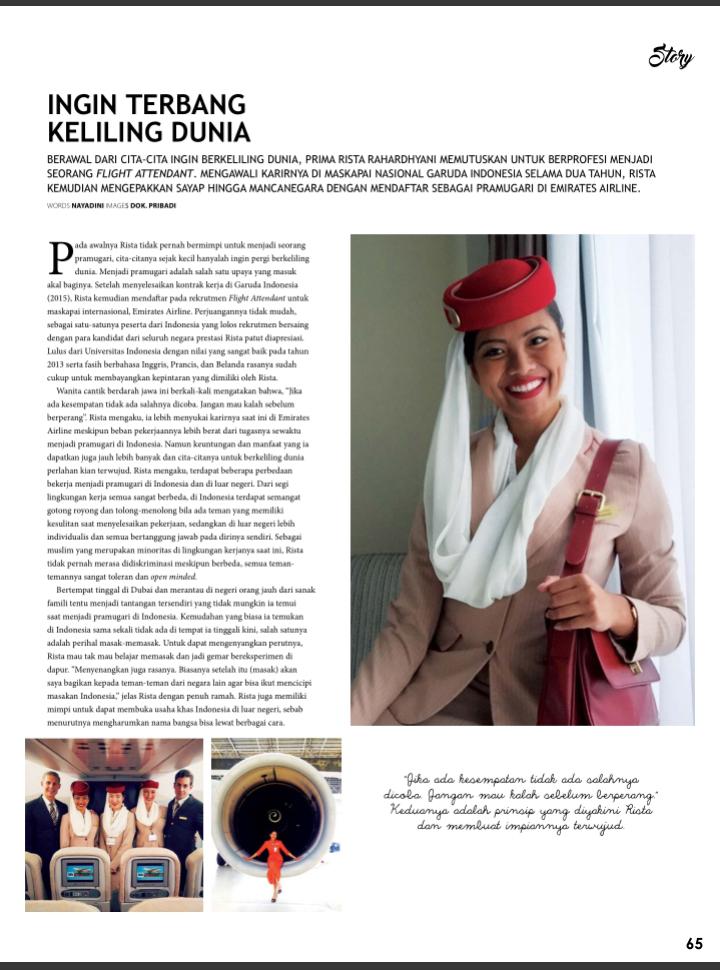 Story
INGIN TERBANG
KELILING DUNIA
BERAWAL DARI CITA-CITA INGIN BERKELILING DUNIA, PRIMA RISTA RAHARDHYANI MEMUTUSKAN UNTUK BERPROFESI MENJADI
SEORANG FLIGHT ATTENDANT. MENGAWALI KARIRNYA DI MASKAPAI NASIONAL GARUDA INDONESIA SELAMA DUA TAHUN, RISTA
KEMUDIAN MENGEPAKKAN SAYAP HINGGA MANCANEGARA DENGAN MENDAFTAR SEBAGAI PRAMUGARI DI EMIRATES AIRLINE.
WORDS NAYADINI IMAGES DOK. PRIBADI
Pada awalnya Rista tidak pernah bermimpi untuk menjadi seorang
pramugari, cita-citanya sejak kecil hanyalah ingin pergi berkeliling
dunia. Menjadi pramugari adalah salah satu upaya yang masuk
akal baginya. Setelah menyelesaikan kontrak kerja di Garuda Indonesia
(2015), Rista kemudian mendaftar pada rekrutmen Flight Attendant untuk
maskapai internasional, Emirates Airline. Perjuangannya tidak mudah,
sebagai satu-satunya peserta dari Indonesia yang lolos rekrutmen bersaing
dengan para kandidat dari seluruh negara prestasi Rista patut diapresiasi.
Lulus dari Universitas Indonesia dengan nilai yang sangat baik pada tahun
2013 serta fasih berbahasa Inggris, Prancis, dan Belanda rasanya sudah
cukup untuk membayangkan kepintaran yang dimiliki oleh Rista.
Wanita cantik berdarah jawa ini berkali-kali mengatakan bahwa, "Jika
ada kesempatan tidak ada salahnya dicoba. Jangan mau kalah sebelum
berperang". Rista mengaku, ia lebih menyukai karirnya saat ini di Emirates
Airline meskipun beban pekerjaannya lebih berat dari tugasnya sewaktu
menjadi pramugari di Indonesia. Namun keuntungan dan manfaat yang ia
dapatkan juga jauh lebih banyak dan cita-citanya untuk berkeliling dunia
perlahan kian terwujud. Rista mengaku, terdapat beberapa perbedaan
bekerja menjadi pramugari di Indonesia dan di luar negeri. Dari segi
lingkungan kerja semua sangat berbeda, di Indonesia terdapat semangat
gotong royong dan tolong-menolong bila ada teman yang memiliki
kesulitan saat menyelesaikan pekerjaan, sedangkan di luar negeri lebih
individualis dan semua bertanggung jawab pada dirinya sendiri. Sebagai
muslim yang merupakan minoritas di lingkungan kerjanya saat ini, Rista
tidak pernah merasa didiskriminasi meskipun berbeda, semua teman-
temannya sangat toleran dan open minded.
Bertempat tinggal di Dubai dan merantau di negeri orang jauh dari sanak
famili tentu menjadi tantangan tersendiri yang tidak mungkin ia temui
saat menjadi pramugari di Indonesia. Kemudahan yang biasa ia temukan
di Indonesia sama sekali tidak ada di tempat ia tinggali kini, salah satunya
adalah perihal masak-memasak. Untuk dapat mengenyangkan perutnya,
Rista mau tak mau belajar memasak dan jadi gemar bereksperimen di
dapur. "Menyenangkan juga rasanya. Biasanya setelah itu (masak) akan
saya bagikan kepada teman-teman dari negara lain agar bisa ikut mencicipi
masakan Indonesia," jelas Rista dengan penuh ramah. Rista juga memiliki
mimpi untuk dapat membuka usaha khas Indonesia di luar negeri, sebab
menurutnya mengharumkan nama bangsa bisa lewat berbagai cara.
"Jika ada kesempatan tidak ada salahnya
dicoba. Jangan mau kalah sebelum berperang."
Keduanya adalah prinsip yang diyakini Rista
dan membuat impiannya terwujud.
65